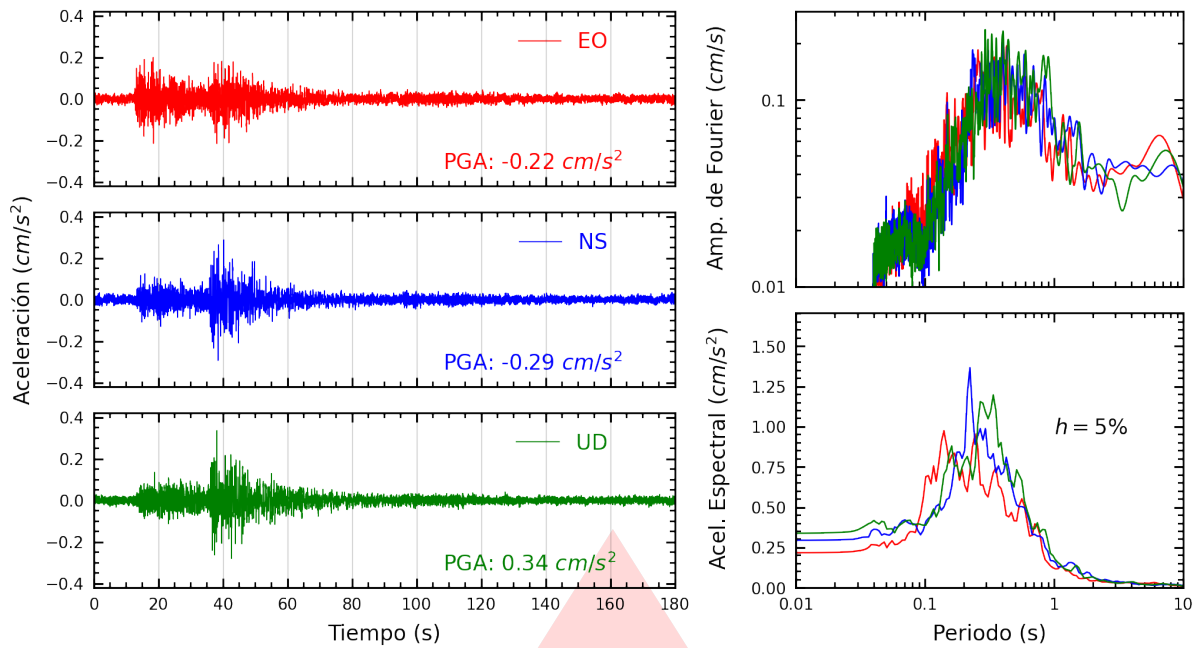 Aceleración (cm/s²)
0.4
0.2
0.0
−0.2
−0.4
EO
PGA: -0.22 cm/s²
0.4
0.2
0.0
−0.2
−0.4
NS
PGA: -0.29 cm/s²
0.4
0.2
0.0
−0.2
−0.4
UD
PGA: 0.34 cm/s²
0 20 40 60 80 100 120 140 160 180
Tiempo (s)
Amp. de Fourier (cm/s)
0.1
0.01
Acel. Espectral (cm/s²)
1.50
1.25
1.00
0.75
0.50
0.25
0.00
h = 5%
0.01 0.1 1 10
Periodo (s)